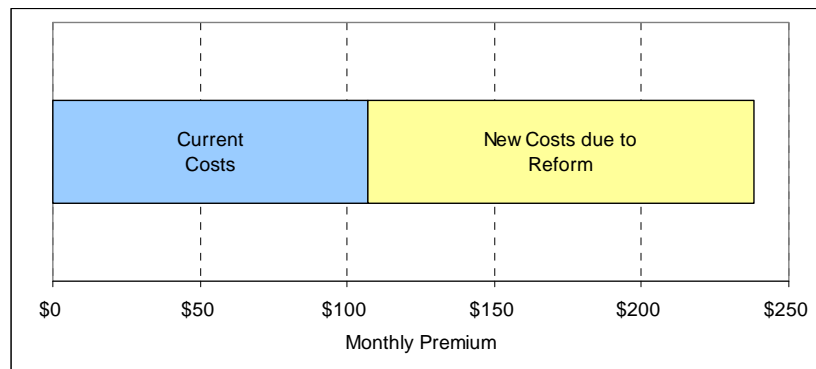 Current
Costs
New Costs due to
Reform
$0 $50 $100 $150 $200 $250
Monthly Premium